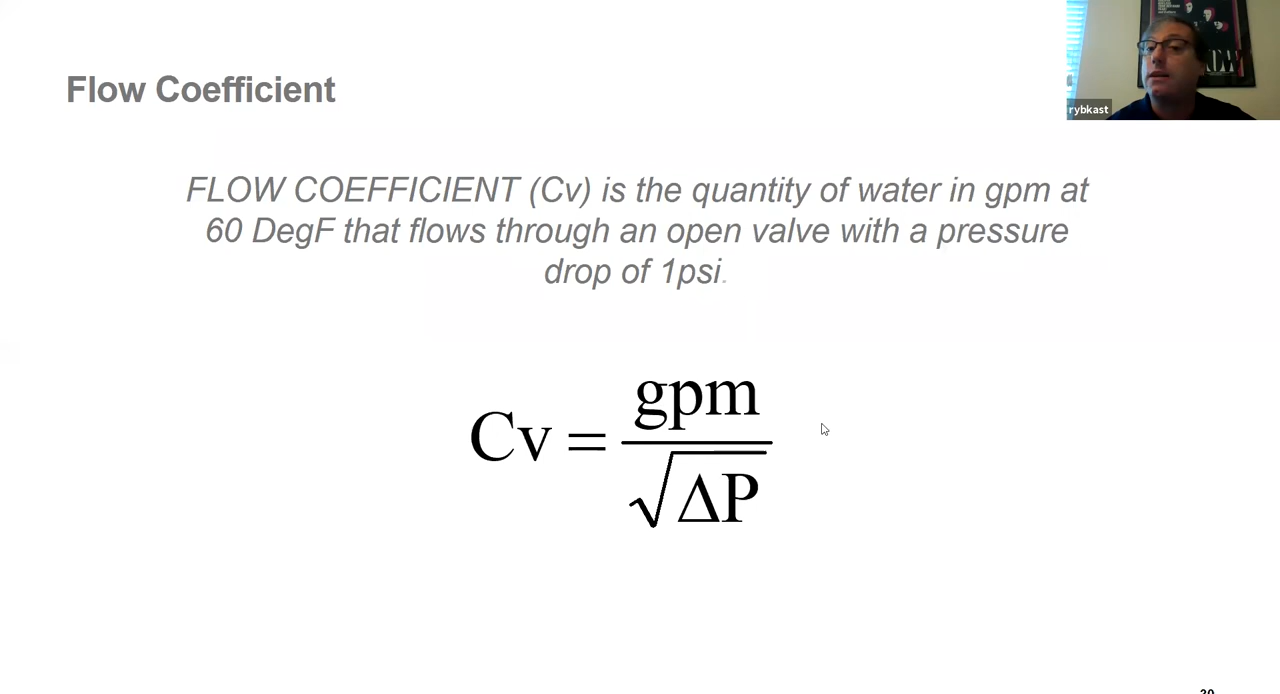 Flow Coefficient
rybkast
FLOW COEFFICIENT (Cv) is the quantity of water in gpm at
60 DegF that flows through an open valve with a pressure
drop of 1psi.
Cv = gpm / √ΔP